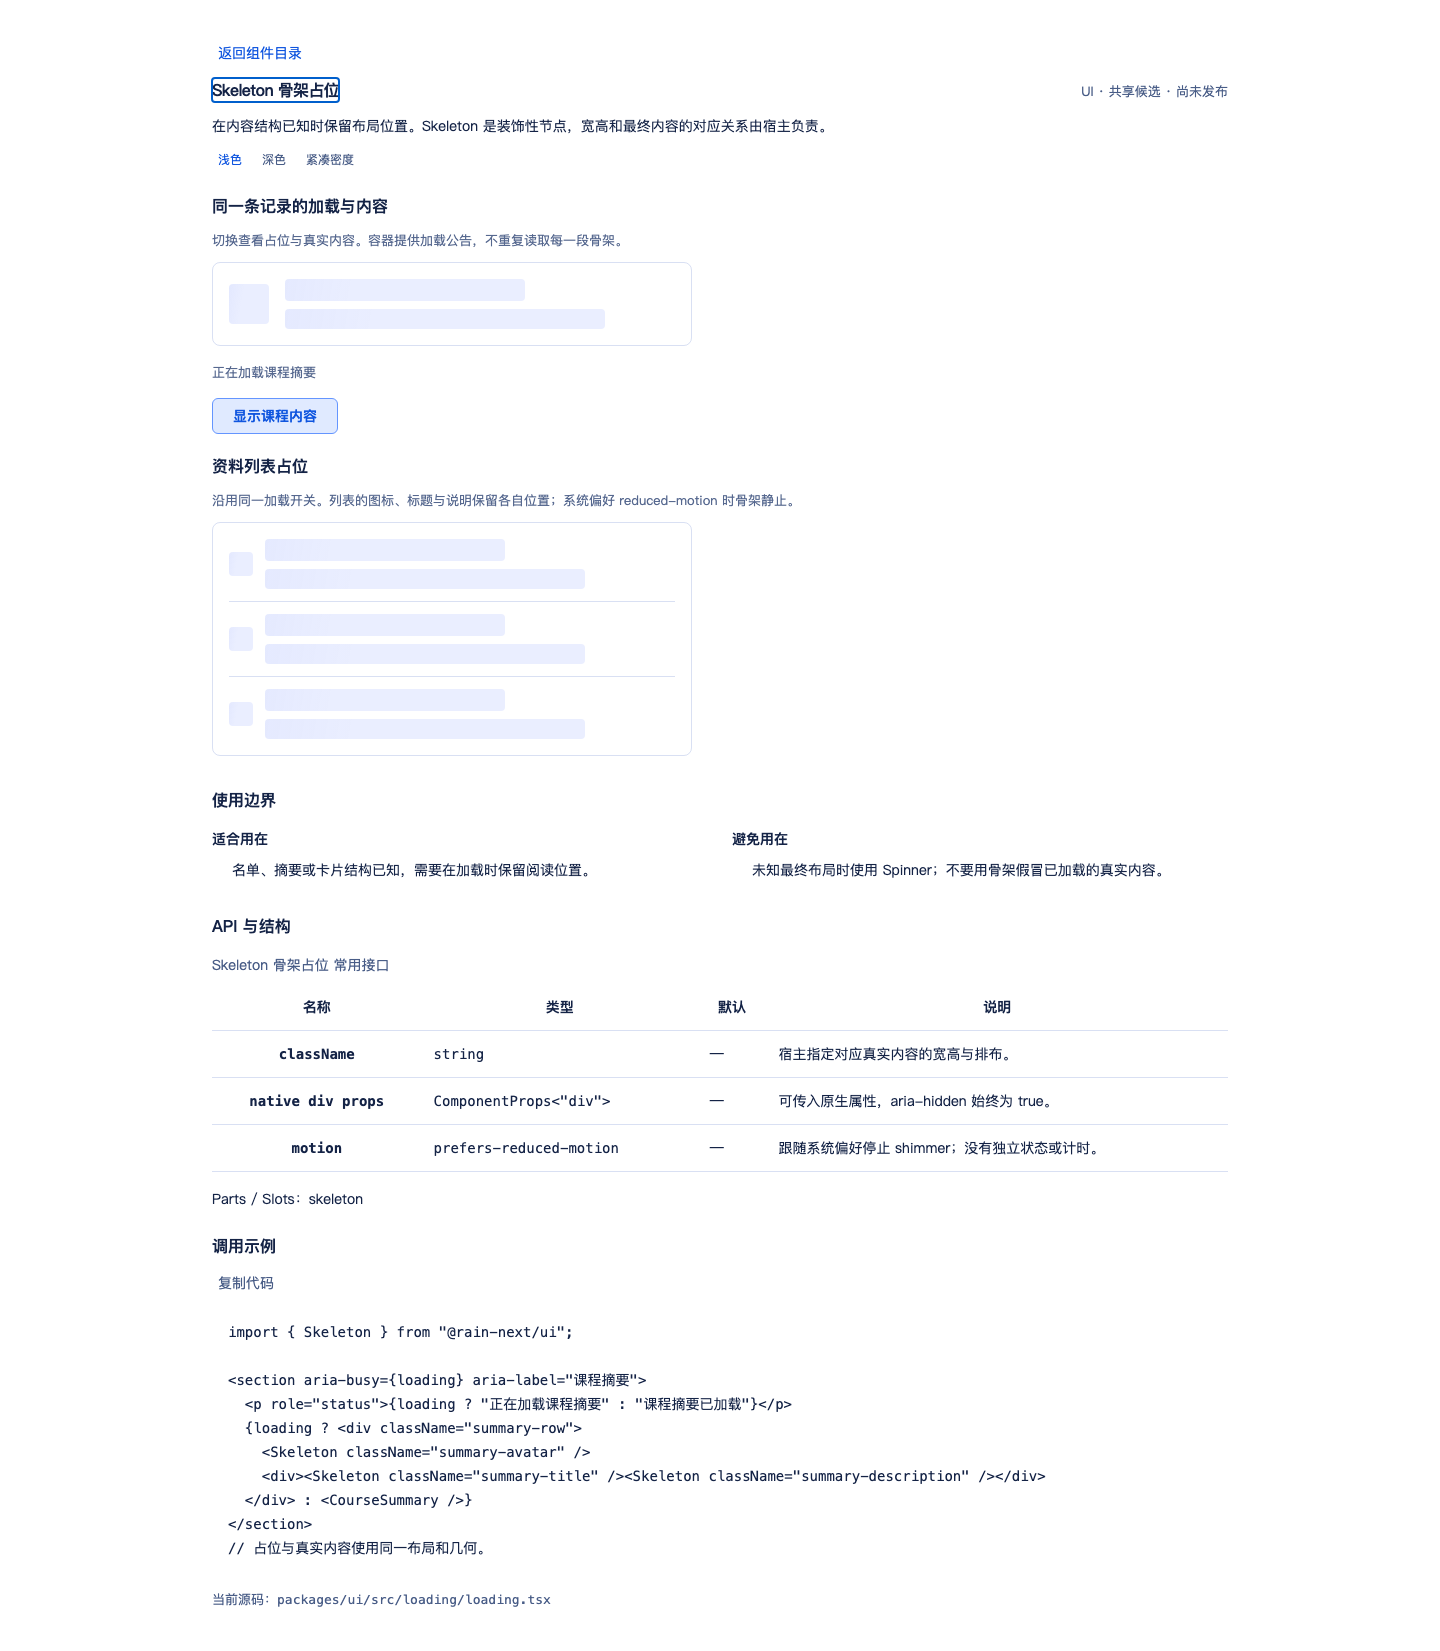 返回组件目录
Skeleton 骨架占位
UI · 共享候选 · 尚未发布
在内容结构已知时保留布局位置。Skeleton 是装饰性节点，宽高和最终内容的对应关系由宿主负责。
浅色 深色 紧凑密度
同一条记录的加载与内容
切换查看占位与真实内容。容器提供加载公告，不重复读取每一段骨架。
正在加载课程摘要
显示课程内容
资料列表占位
沿用同一加载开关。列表的图标、标题与说明保留各自位置；系统偏好 reduced-motion 时骨架静止。
使用边界
适合用在
名单、摘要或卡片结构已知，需要在加载时保留阅读位置。
避免用在
未知最终布局时使用 Spinner；不要用骨架假冒已加载的真实内容。
API 与结构
Skeleton 骨架占位 常用接口
名称 类型 默认 说明
className string — 宿主指定对应真实内容的宽高与排布。
native div props ComponentProps<"div"> — 可传入原生属性，aria-hidden 始终为 true。
motion prefers-reduced-motion — 跟随系统偏好停止 shimmer；没有独立状态或计时。
Parts / Slots：skeleton
调用示例
复制代码
import { Skeleton } from "@rain-next/ui";
<section aria-busy={loading} aria-label="课程摘要">
  <p role="status">{loading ? "正在加载课程摘要" : "课程摘要已加载"}</p>
  {loading ? <div className="summary-row">
    <Skeleton className="summary-avatar" />
    <div><Skeleton className="summary-title" /><Skeleton className="summary-description" /></div>
  </div> : <CourseSummary />}
</section>
// 占位与真实内容使用同一布局和几何。
当前源码：packages/ui/src/loading/loading.tsx